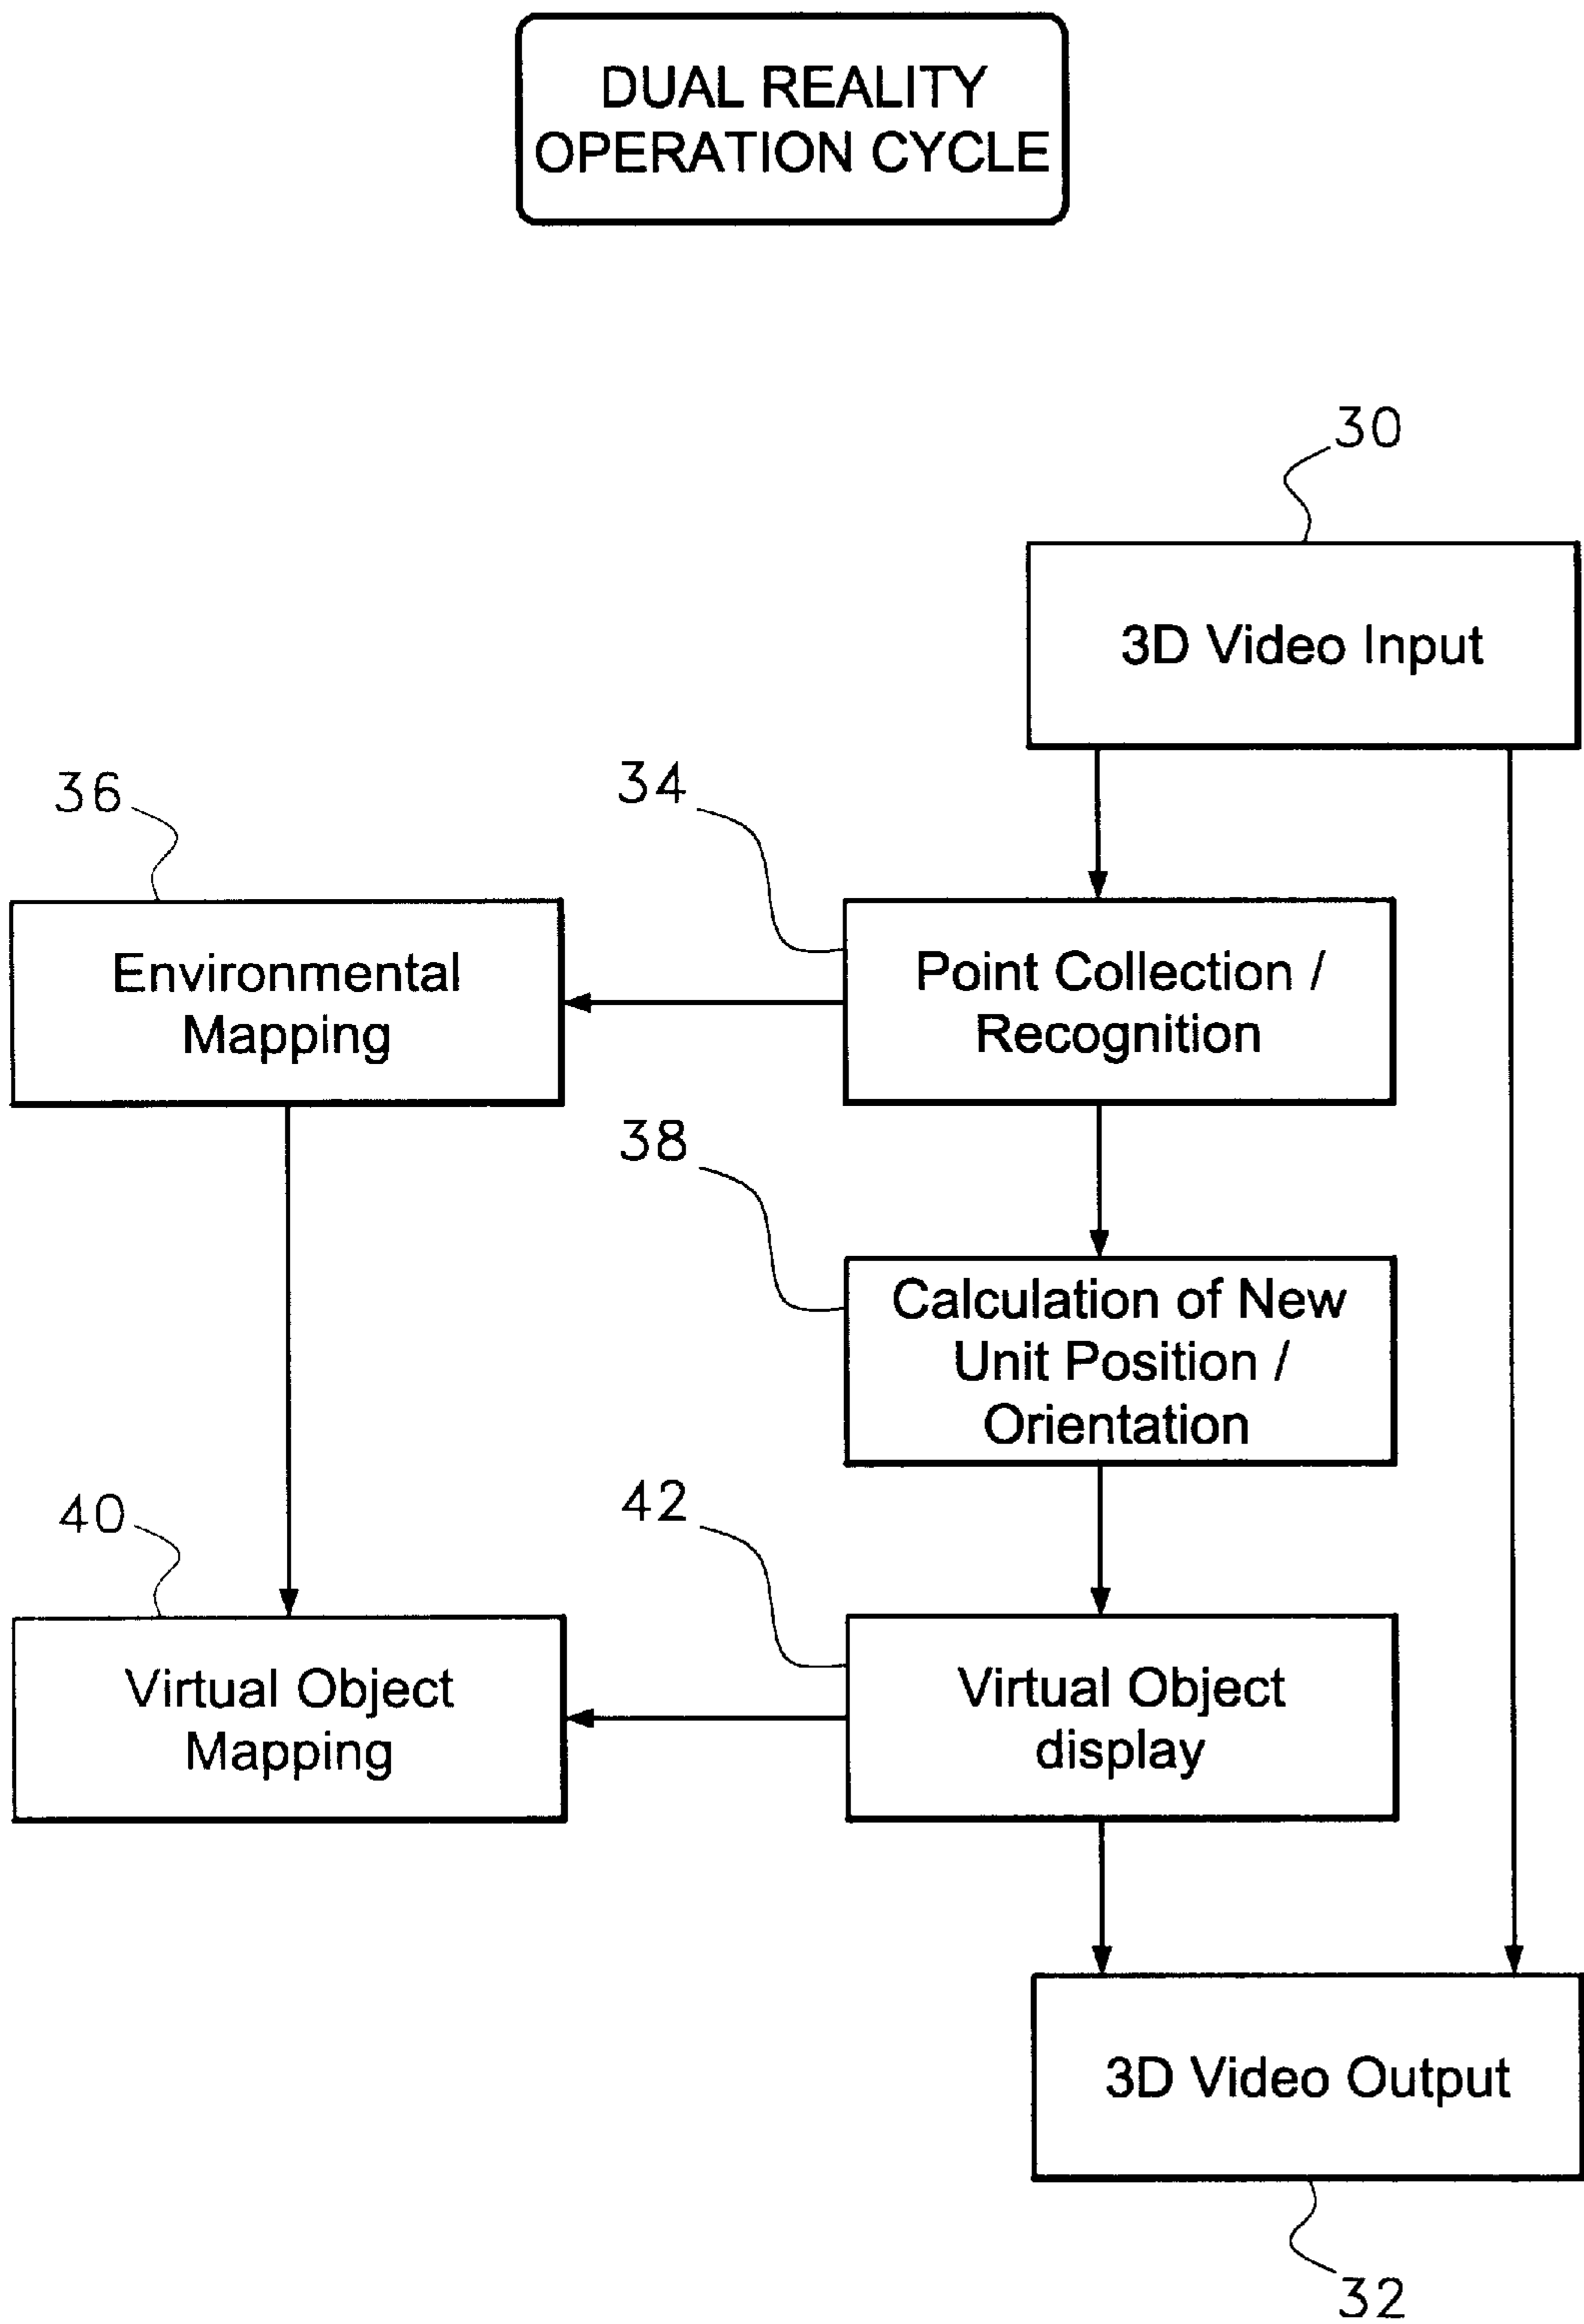 DUAL REALITY
OPERATION CYCLE
30
3D Video Input
36
34
Environmental
Mapping
Point Collection /
Recognition
38
Calculation of New
Unit Position /
Orientation
40
42
Virtual Object
Mapping
Virtual Object
display
3D Video Output
32